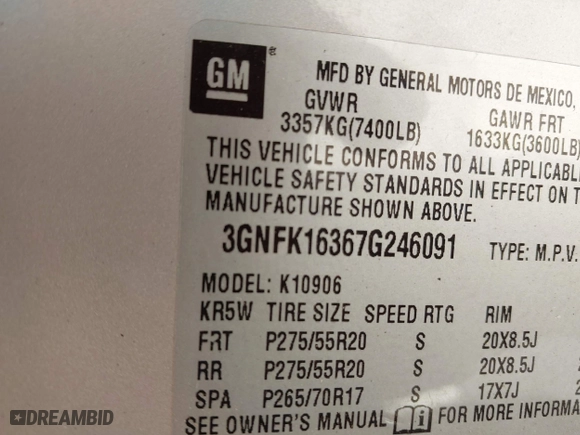 GM ®
MFD BY GENERAL MOTORS DE MEXICO,
GVWR GAWR FRT
3357KG(7400LB) 1633KG(3600LB)
THIS VEHICLE CONFORMS TO ALL APPLICABLE
VEHICLE SAFETY STANDARDS IN EFFECT ON T
MANUFACTURE SHOWN ABOVE.
3GNFK16367G246091 TYPE: M.P.V.
MODEL: K10906
KR5W TIRE SIZE SPEED RTG RIM
FRT P275/55R20 S 20X8.5J
RR P275/55R20 S 20X8.5J
SPA P265/70R17 S 17X7J
SEE OWNER'S MANUAL i FOR MORE INFORMA
DREAMBID